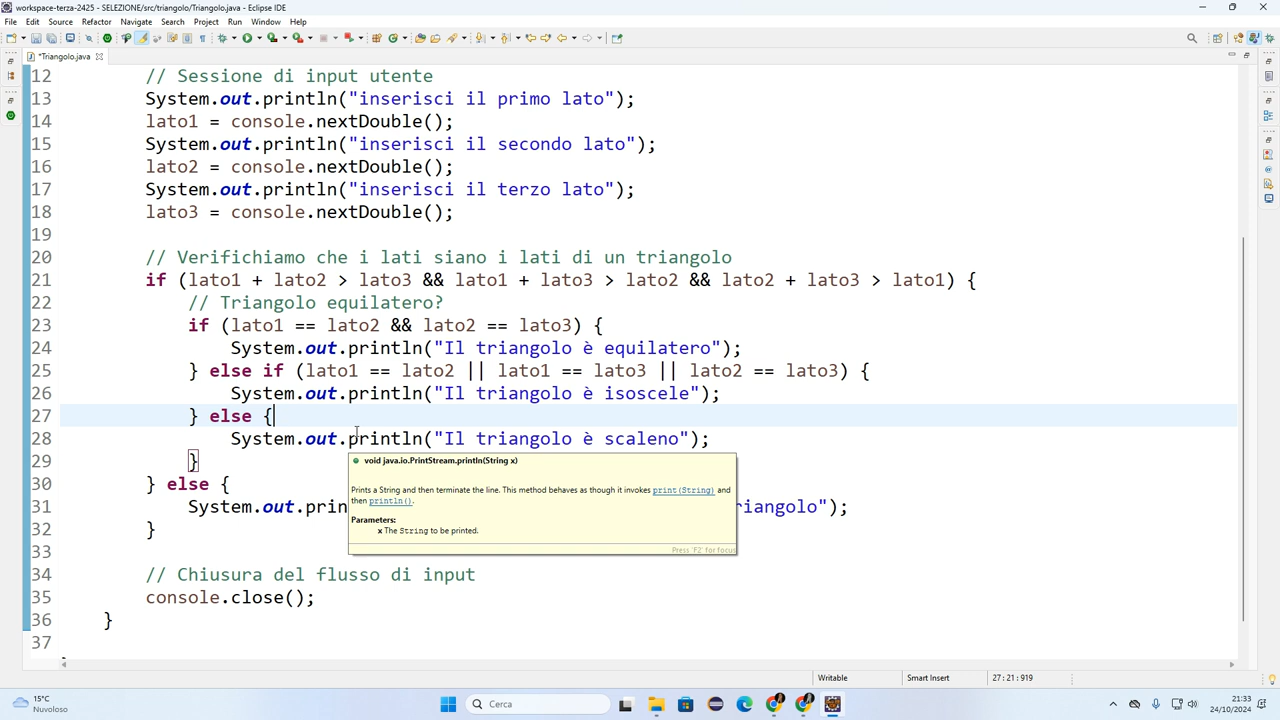 workspace-terza-2425 - SELEZIONE/src/triangolo/Triangolo.java - Eclipse IDE
File Edit Source Refactor Navigate Search Project Run Window Help
*Triangolo.java
12 // Sessione di input utente
13 System.out.println("inserisci il primo lato");
14 lato1 = console.nextDouble();
15 System.out.println("inserisci il secondo lato");
16 lato2 = console.nextDouble();
17 System.out.println("inserisci il terzo lato");
18 lato3 = console.nextDouble();
19
20 // Verifichiamo che i lati siano i lati di un triangolo
21 if (lato1 + lato2 > lato3 && lato1 + lato3 > lato2 && lato2 + lato3 > lato1) {
22 // Triangolo equilatero?
23 if (lato1 == lato2 && lato2 == lato3) {
24 System.out.println("Il triangolo è equilatero");
25 } else if (lato1 == lato2 || lato1 == lato3 || lato2 == lato3) {
26 System.out.println("Il triangolo è isoscele");
27 } else {
28 System.out.println("Il triangolo è scaleno");
29 }
void java.io.PrintStream.println(String x)
30 } else {
Prints a String and then terminate the line. This method behaves as though it invokes print(String) and
then println().
31 System.out.prin riangolo");
Parameters:
x The String to be printed.
32 }
Press 'F2' for focus
33
34 // Chiusura del flusso di input
35 console.close();
36 }
37
Writable Smart Insert 27 : 21 : 919
15°C
Nuvoloso
Cerca
21:33
24/10/2024